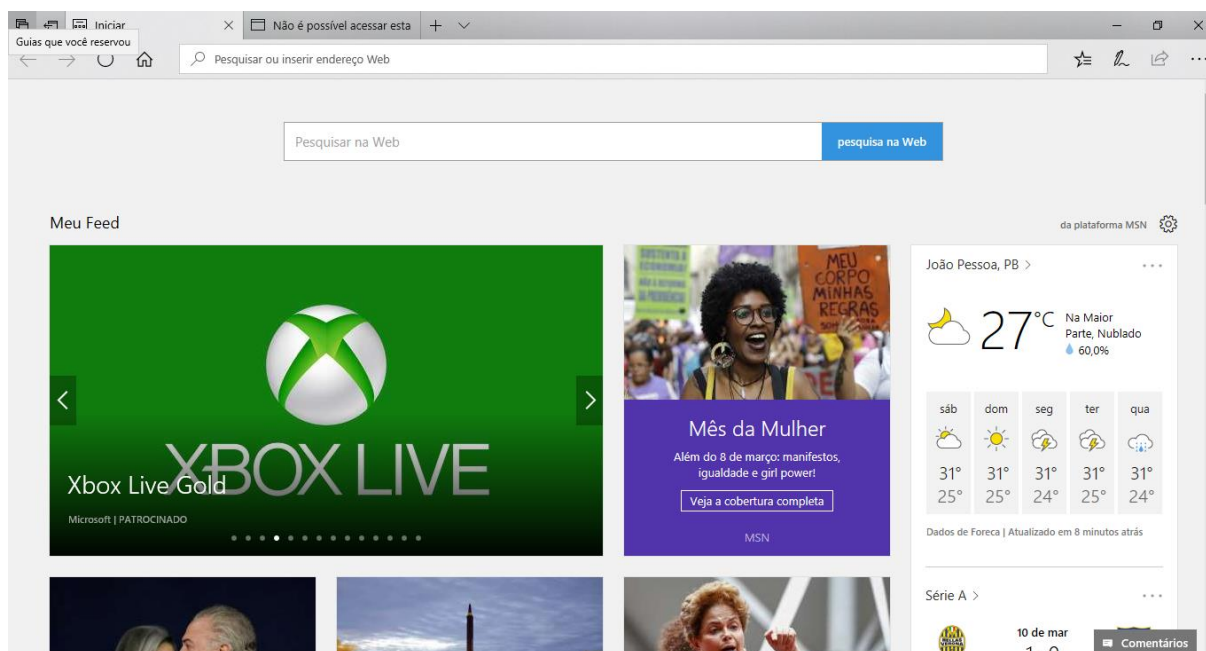 Iniciar
Não é possível acessar esta
Guias que você reservou
Pesquisar ou inserir endereço Web
Pesquisar na Web
pesquisa na Web
Meu Feed
da plataforma MSN
XBOX LIVE
Xbox Live Gold
Microsoft | PATROCINADO
MEU
CORPO
MINHAS
REGRAS
Mês da Mulher
Além do 8 de março: manifestos,
igualdade e girl power!
Veja a cobertura completa
MSN
João Pessoa, PB >
27°C
Na Maior
Parte, Nublado
60,0%
sáb dom seg ter qua
31° 31° 31° 31° 31°
25° 25° 24° 25° 24°
Dados de Foreca | Atualizado em 8 minutos atrás
Série A >
10 de mar
Comentários